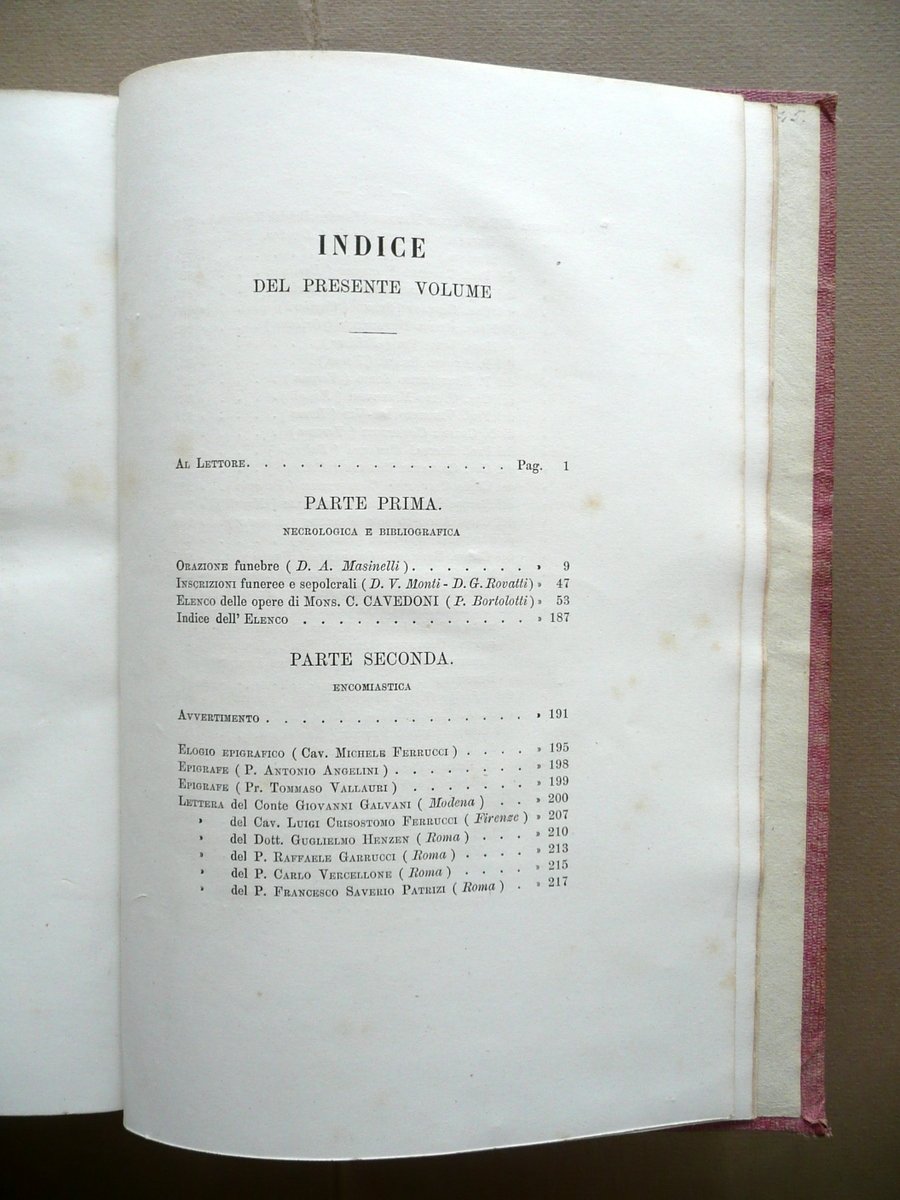 INDICE
DEL PRESENTE VOLUME
AL LETTORE. . . . . . . . . . . . . . . Pag. 1
PARTE PRIMA.
NECROLOGICA E BIBLIOGRAFICA
ORAZIONE funebre ( D. A. Masinelli ) . . . . . . . » 9
INSCRIZIONI funeree e sepolcrali ( D. V. Monti - D. G. Rovatti ) » 47
ELENCO delle opere di MONS. C. CAVEDONI ( P. Bortolotti ) » 53
Indice dell' ELENCO . . . . . . . . . . . . . » 187
PARTE SECONDA.
ENCOMIASTICA
AVVERTIMENTO . . . . . . . . . . . . . . . » 191
ELOGIO EPIGRAFICO ( CAV. MICHELE FERRUCCI ) . . . . » 195
EPIGRAFE ( P. ANTONIO ANGELINI ) . . . . . . . . » 198
EPIGRAFE ( PR. TOMMASO VALLAURI ) . . . . . . . » 199
LETTERA del Conte GIOVANNI GALVANI ( Modena ) . . » 200
» del CAV. LUIGI CRISOSTOMO FERRUCCI ( Firenze ) » 207
» del Dott. GUGLIELMO HENZEN ( Roma ) . . . » 210
» del P. RAFFAELE GARRUCCI ( Roma ) . . . . » 213
» del P. CARLO VERCELLONE ( Roma ) . . . . » 215
» del P. FRANCESCO SAVERIO PATRIZI ( Roma ) . » 217